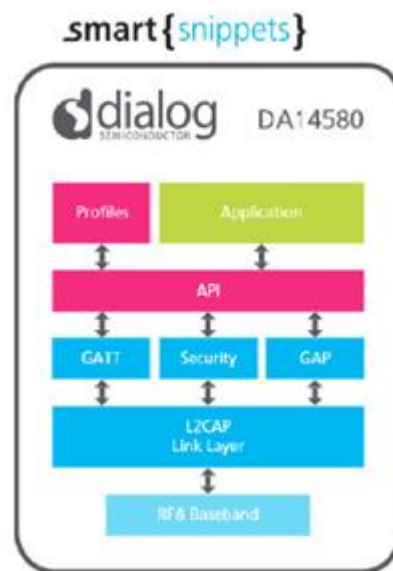 .smart{snippets}
dialog DA14580
SEMICONDUCTOR
Profiles Application
API
GATT Security GAP
L2CAP
Link Layer
RF& Baseband